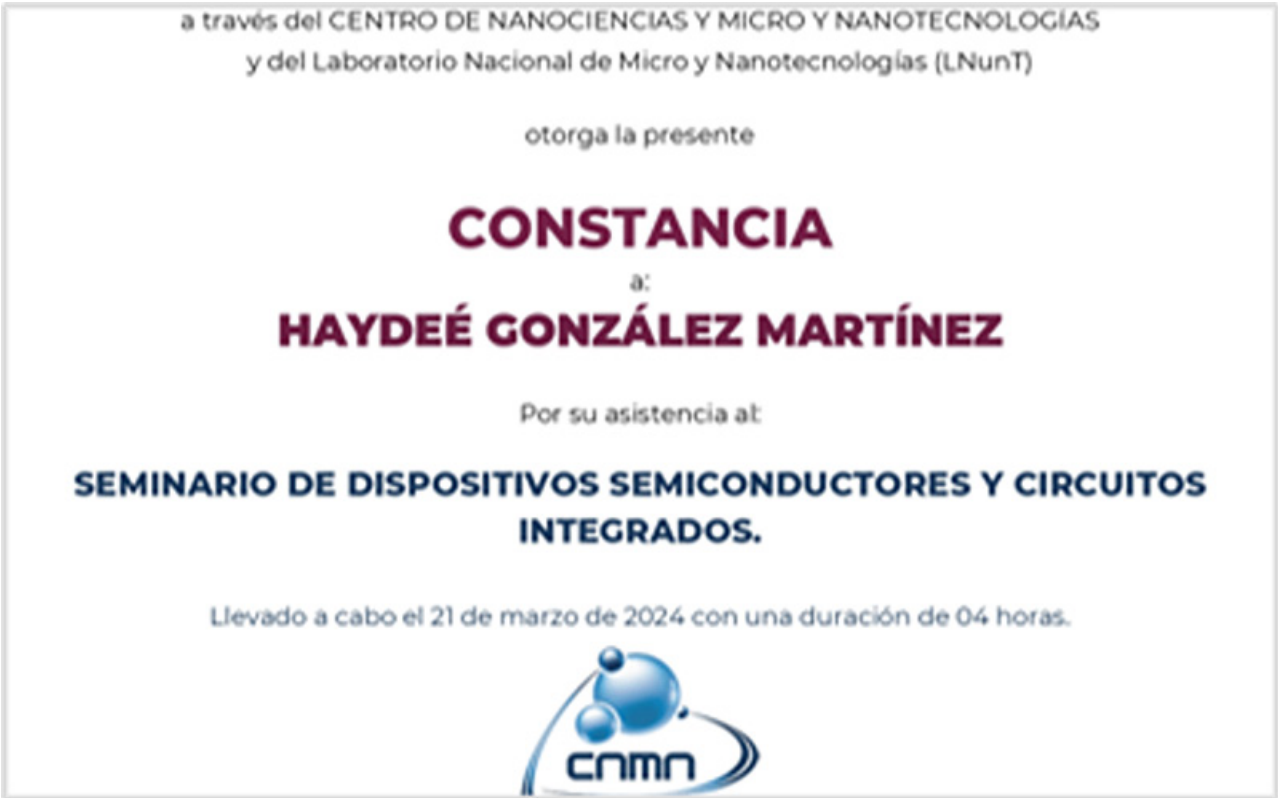 a través del CENTRO DE NANOCIENCIAS Y MICRO Y NANOTECNOLOGÍAS
y del Laboratorio Nacional de Micro y Nanotecnologías (LNunT)
otorga la presente
CONSTANCIA
a:
HAYDEÉ GONZÁLEZ MARTÍNEZ
Por su asistencia al:
SEMINARIO DE DISPOSITIVOS SEMICONDUCTORES Y CIRCUITOS
INTEGRADOS.
Llevado a cabo el 21 de marzo de 2024 con una duración de 04 horas.
cnmn